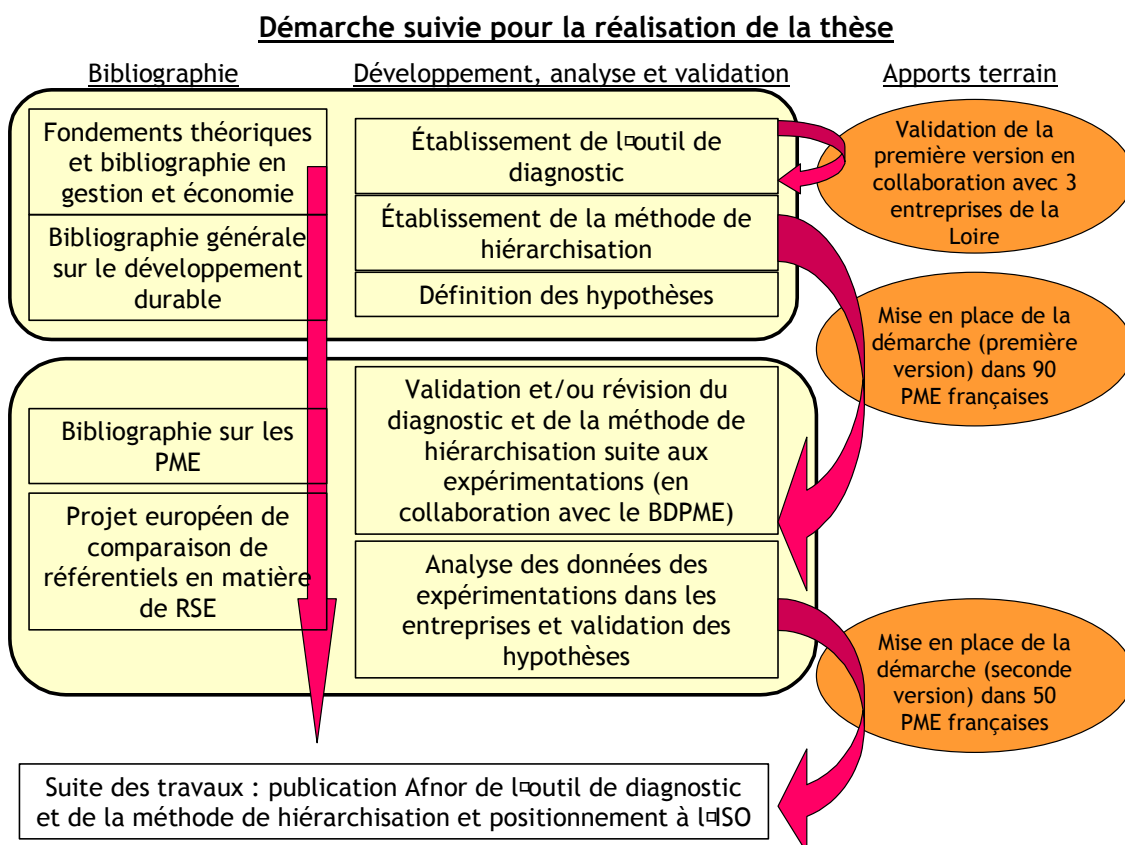 Démarche suivie pour la réalisation de la thèse
Bibliographie
Développement, analyse et validation
Apports terrain
Fondements théoriques
et bibliographie en
gestion et économie
Bibliographie générale
sur le développement
durable
Établissement de l¤outil de
diagnostic
Établissement de la méthode de
hiérarchisation
Définition des hypothèses
Validation de la
première version en
collaboration avec 3
entreprises de la
Loire
Mise en place de la
démarche (première
version) dans 90
PME françaises
Bibliographie sur les
PME
Projet européen de
comparaison de
référentiels en matière
de RSE
Validation et/ou révision du
diagnostic et de la méthode de
hiérarchisation suite aux
expérimentations (en
collaboration avec le BDPME)
Analyse des données des
expérimentations dans les
entreprises et validation des
hypothèses
Mise en place de la
démarche (seconde
version) dans 50
PME françaises
Suite des travaux : publication Afnor de l¤outil de diagnostic
et de la méthode de hiérarchisation et positionnement à l¤ISO